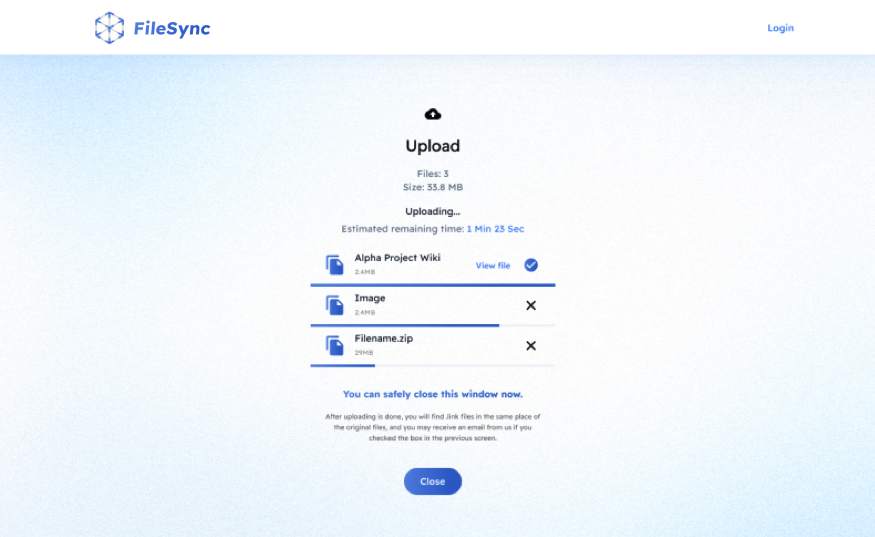 FileSync
Login
Upload
Files: 3
Size: 33.8 MB
Uploading...
Estimated remaining time: 1 Min 23 Sec
Alpha Project Wiki
2.4MB
View file
Image
2.4MB
Filename.zip
29MB
You can safely close this window now.
After uploading is done, you will find .link files in the same place of
the original files, and you may receive an email from us if you
checked the box in the previous screen.
Close